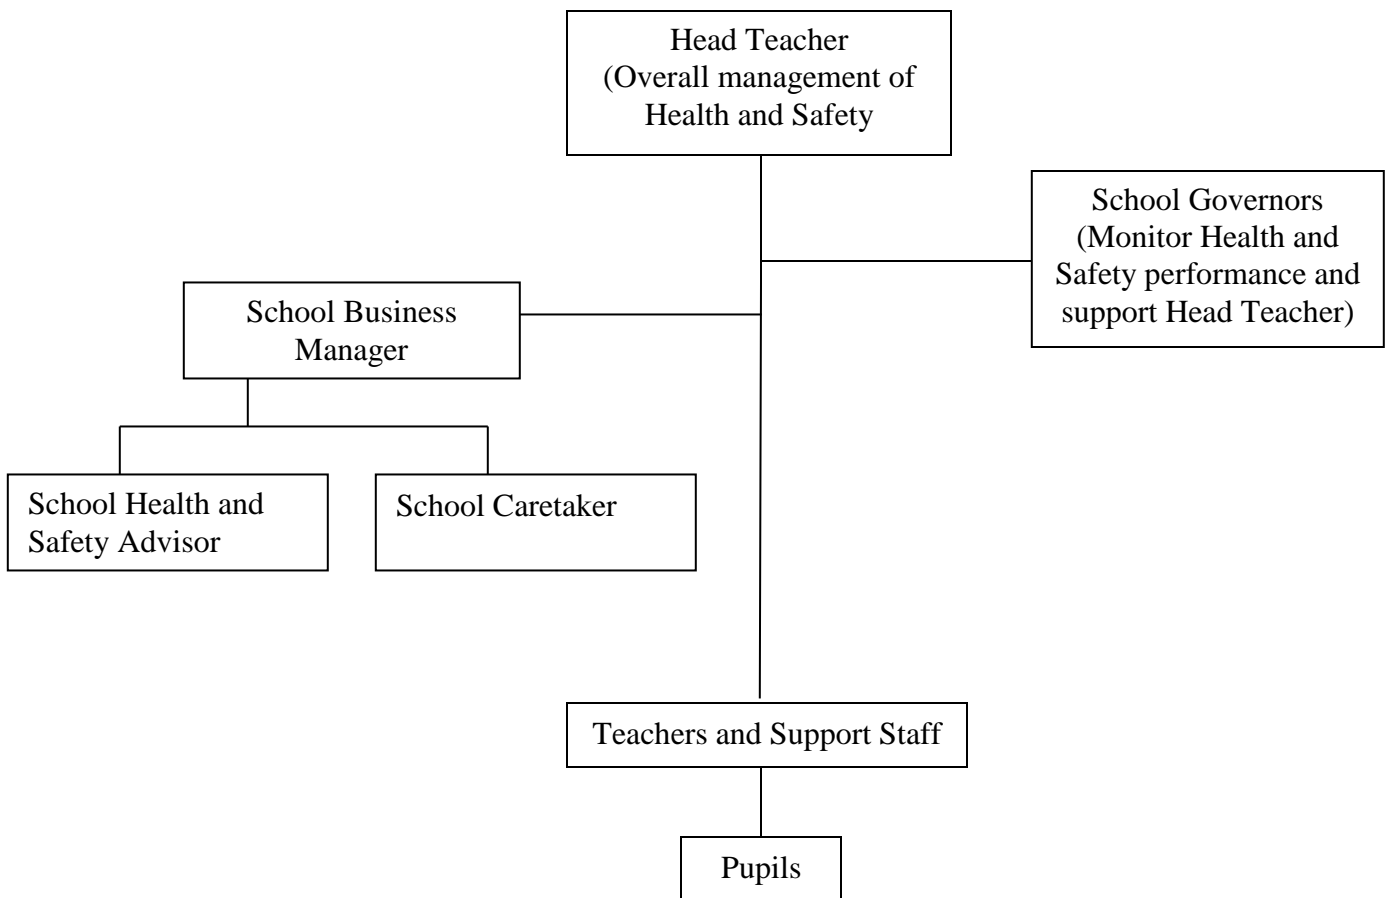 Head Teacher
(Overall management of
Health and Safety
School Governors
(Monitor Health and
Safety performance and
support Head Teacher)
School Business
Manager
School Health and
Safety Advisor
School Caretaker
Teachers and Support Staff
Pupils